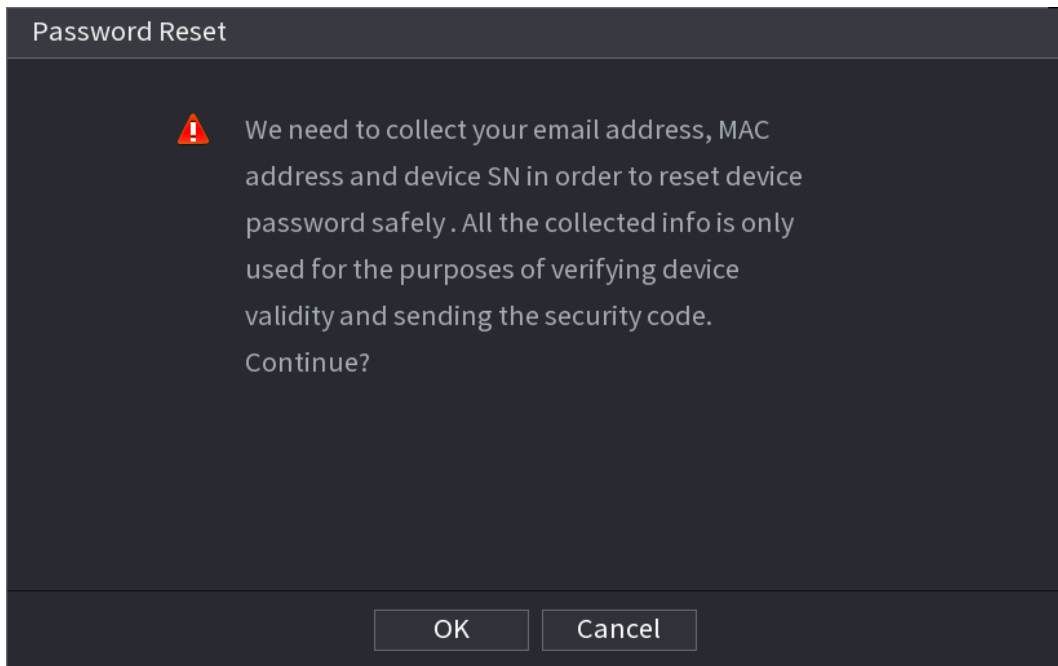 Password Reset
We need to collect your email address, MAC
address and device SN in order to reset device
password safely . All the collected info is only
used for the purposes of verifying device
validity and sending the security code.
Continue?
OK
Cancel